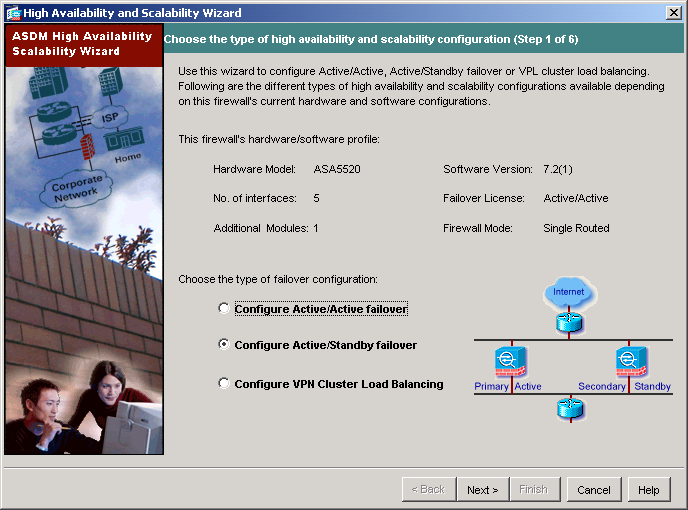 High Availability and Scalability Wizard
ASDM High Availability
Scalability Wizard
Choose the type of high availability and scalability configuration (Step 1 of 6)
ISP
Home
Corporate
Network
Use this wizard to configure Active/Active, Active/Standby failover or VPL cluster load balancing.
Following are the different types of high availability and scalability configurations available depending
on this firewall's current hardware and software configurations.
This firewall's hardware/software profile:
Hardware Model: ASA5520 Software Version: 7.2(1)
No. of interfaces: 5 Failover License: Active/Active
Additional Modules: 1 Firewall Mode: Single Routed
Choose the type of failover configuration:
Configure Active/Active failover
Configure Active/Standby failover
Configure VPN Cluster Load Balancing
Internet
Primary Active Secondary Standby
< Back Next > Finish Cancel Help